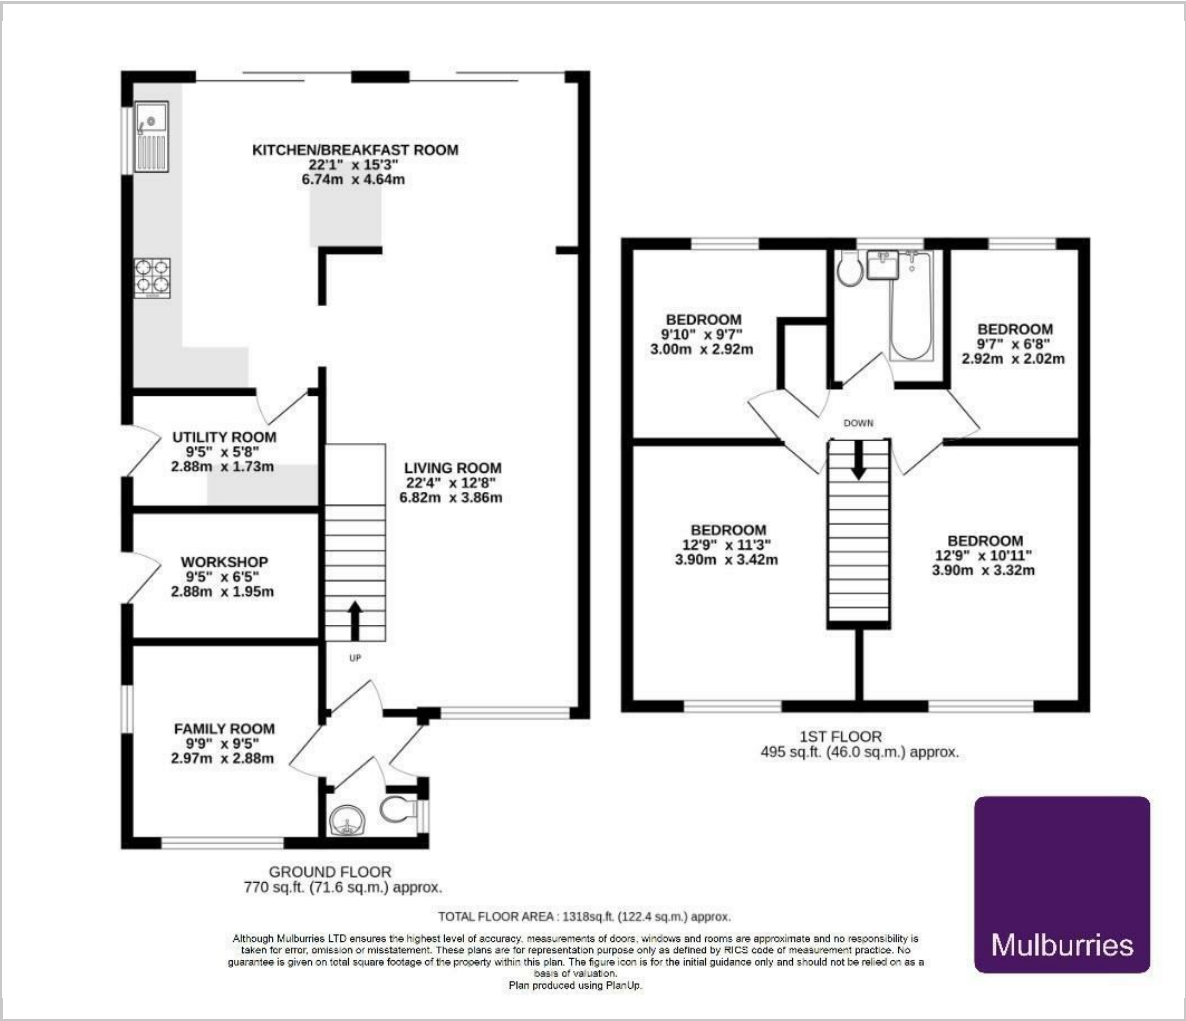 KITCHEN/BREAKFAST ROOM
22'1" x 15'3"
6.74m x 4.64m
BEDROOM
9'10" x 9'7"
3.00m x 2.92m
BEDROOM
9'7" x 6'8"
2.92m x 2.02m
DOWN
UTILITY ROOM
9'5" x 5'8"
2.88m x 1.73m
LIVING ROOM
22'4" x 12'8"
6.82m x 3.86m
BEDROOM
12'9" x 11'3"
3.90m x 3.42m
BEDROOM
12'9" x 10'11"
3.90m x 3.32m
WORKSHOP
9'5" x 6'5"
2.88m x 1.95m
UP
FAMILY ROOM
9'9" x 9'5"
2.97m x 2.88m
1ST FLOOR
495 sq.ft. (46.0 sq.m.) approx.
GROUND FLOOR
770 sq.ft. (71.6 sq.m.) approx.
TOTAL FLOOR AREA : 1318sq.ft. (122.4 sq.m.) approx.
Although Mulburries LTD ensures the highest level of accuracy, measurements of doors, windows and rooms are approximate and no responsibility is
taken for error, omission or misstatement. These plans are for representation purpose only as defined by RICS code of measurement practice. No
guarantee is given on total square footage of the property within this plan. The figure icon is for the initial guidance only and should not be relied on as a
basis of valuation.
Plan produced using PlanUp.
Mulburries